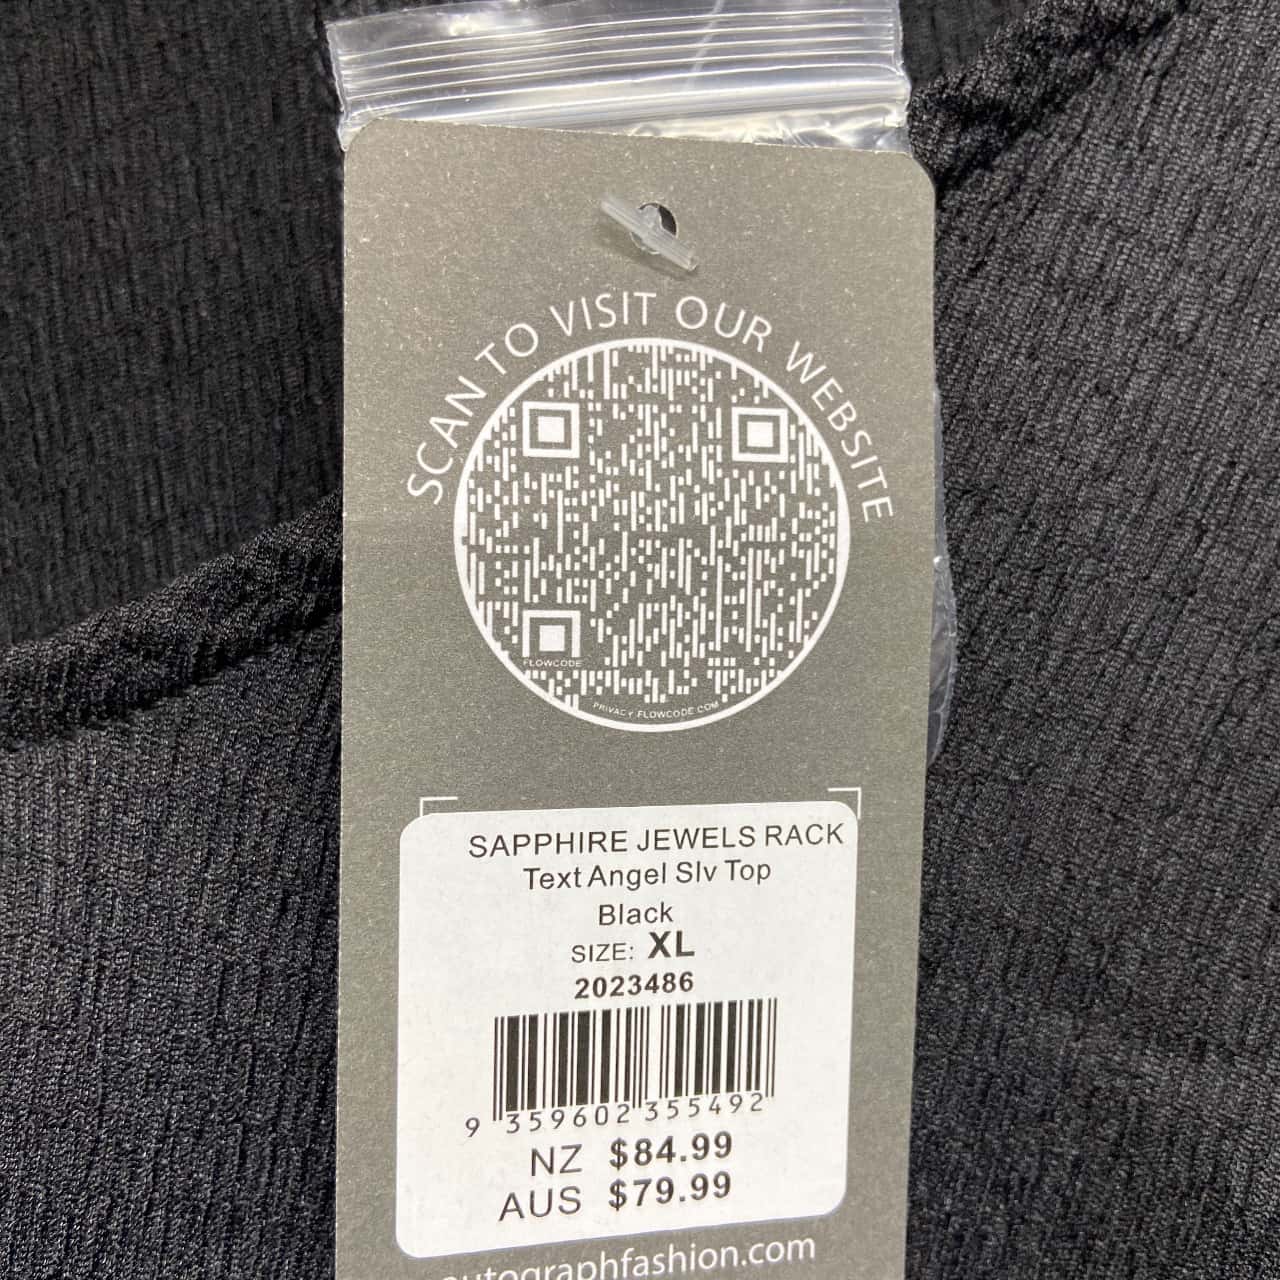 SCAN TO VISIT OUR WEBSITE
FLOWCODE
PRIVACY.FLOWCODE.COM
SAPPHIRE JEWELS RACK
Text Angel Slv Top
Black
SIZE: XL
2023486
9 359602 355492
NZ $84.99
AUS $79.99
autographfashion.com